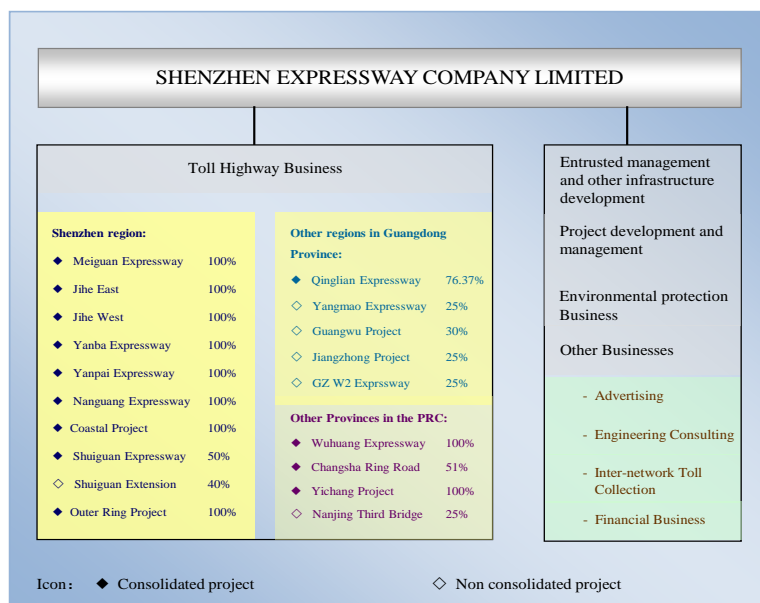 SHENZHEN EXPRESSWAY COMPANY LIMITED
Toll Highway Business
Shenzhen region:
◆ Meiguan Expressway 100%
◆ Jihe East 100%
◆ Jihe West 100%
◆ Yanba Expressway 100%
◆ Yanpai Expressway 100%
◆ Nanguang Expressway 100%
◆ Coastal Project 100%
◆ Shuiguan Expressway 50%
◇ Shuiguan Extension 40%
◆ Outer Ring Project 100%
Other regions in Guangdong
Province:
◆ Qinglian Expressway 76.37%
◇ Yangmao Expressway 25%
◇ Guangwu Project 30%
◇ Jiangzhong Project 25%
◇ GZ W2 Exprssway 25%
Other Provinces in the PRC:
◆ Wuhuang Expressway 100%
◆ Changsha Ring Road 51%
◆ Yichang Project 100%
◇ Nanjing Third Bridge 25%
Entrusted management
and other infrastructure
development
Project development and
management
Environmental protection
Business
Other Businesses
- Advertising
- Engineering Consulting
- Inter-network Toll
Collection
- Financial Business
Icon: ◆ Consolidated project ◇ Non consolidated project